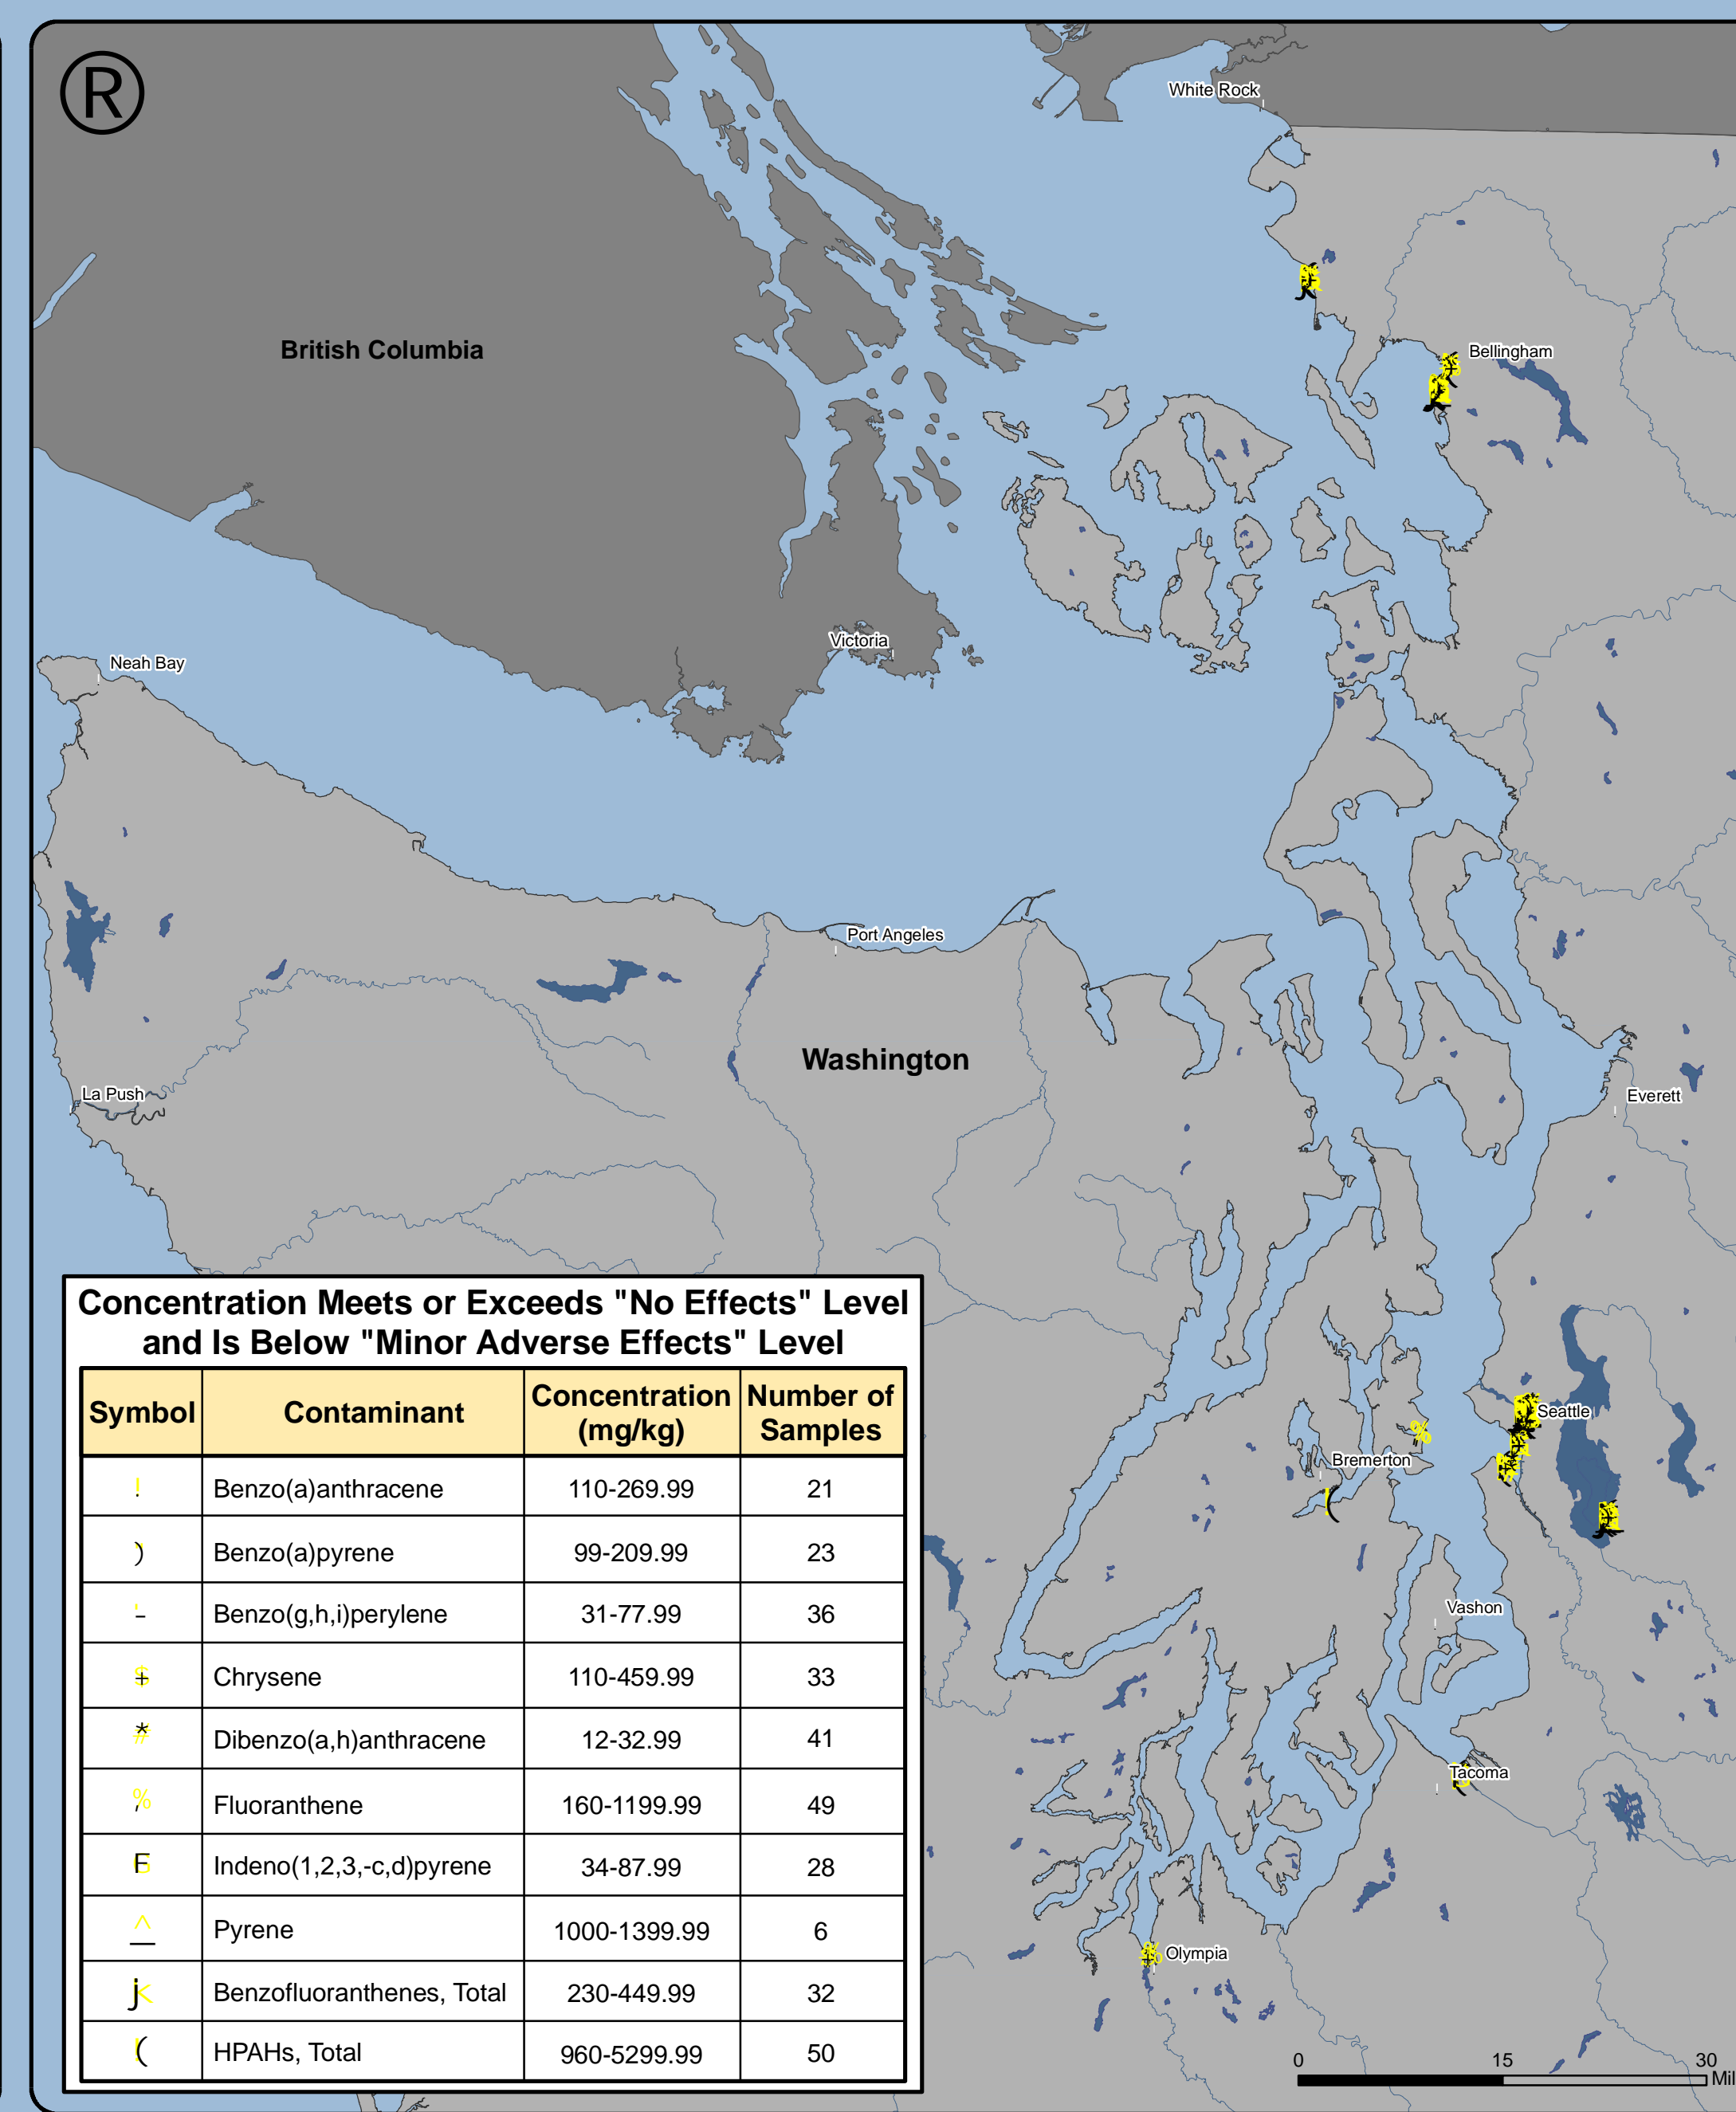 ®
White Rock
British Columbia
Bellingham
Victoria
Neah Bay
Port Angeles
Washington
La Push
Everett
Concentration Meets or Exceeds "No Effects" Level
and Is Below "Minor Adverse Effects" Level
Symbol Contaminant Concentration (mg/kg) Number of Samples
! Benzo(a)anthracene 110-269.99 21
) Benzo(a)pyrene 99-209.99 23
Benzo(g,h,i)perylene 31-77.99 36
Chrysene 110-459.99 33
Dibenzo(a,h)anthracene 12-32.99 41
% Fluoranthene 160-1199.99 49
Indeno(1,2,3,-c,d)pyrene 34-87.99 28
^ Pyrene 1000-1399.99 6
Benzofluoranthenes, Total 230-449.99 32
( HPAHs, Total 960-5299.99 50
Seattle
%
Bremerton
(
Vashon
Tacoma
Olympia
0 15 30
Mil